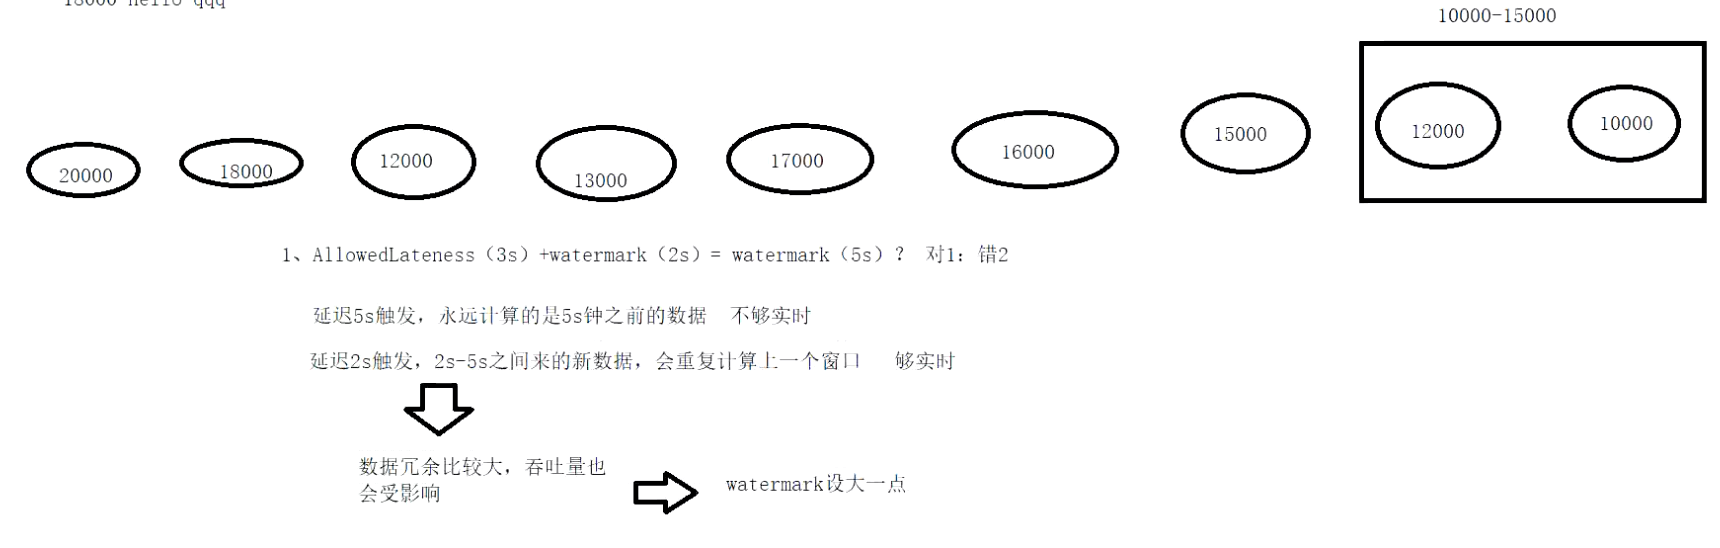 18000 hello qqq
10000-15000
20000
18000
12000
13000
17000
16000
15000
12000
10000
1、AllowedLateness（3s）+watermark（2s）= watermark（5s）？ 对1：错2
延迟5s触发，永远计算的是5s钟之前的数据 不够实时
延迟2s触发，2s-5s之间来的新数据，会重复计算上一个窗口 够实时
数据冗余比较大，吞吐量也
会受影响
watermark设大一点